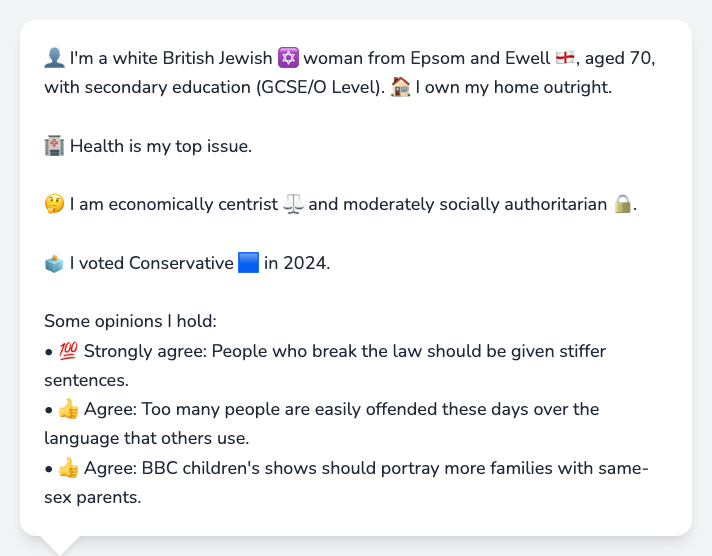 👤 I'm a white British Jewish ✡️ woman from Epsom and Ewell 🏴󠁧󠁢󠁥󠁮󠁧󠁿, aged 70,
with secondary education (GCSE/O Level). 🏠 I own my home outright.
🏥 Health is my top issue.
🤔 I am economically centrist ⚖️ and moderately socially authoritarian 🔒.
🗳️ I voted Conservative 🟦 in 2024.
Some opinions I hold:
• 💯 Strongly agree: People who break the law should be given stiffer
sentences.
• 👍 Agree: Too many people are easily offended these days over the
language that others use.
• 👍 Agree: BBC children's shows should portray more families with same-
sex parents.